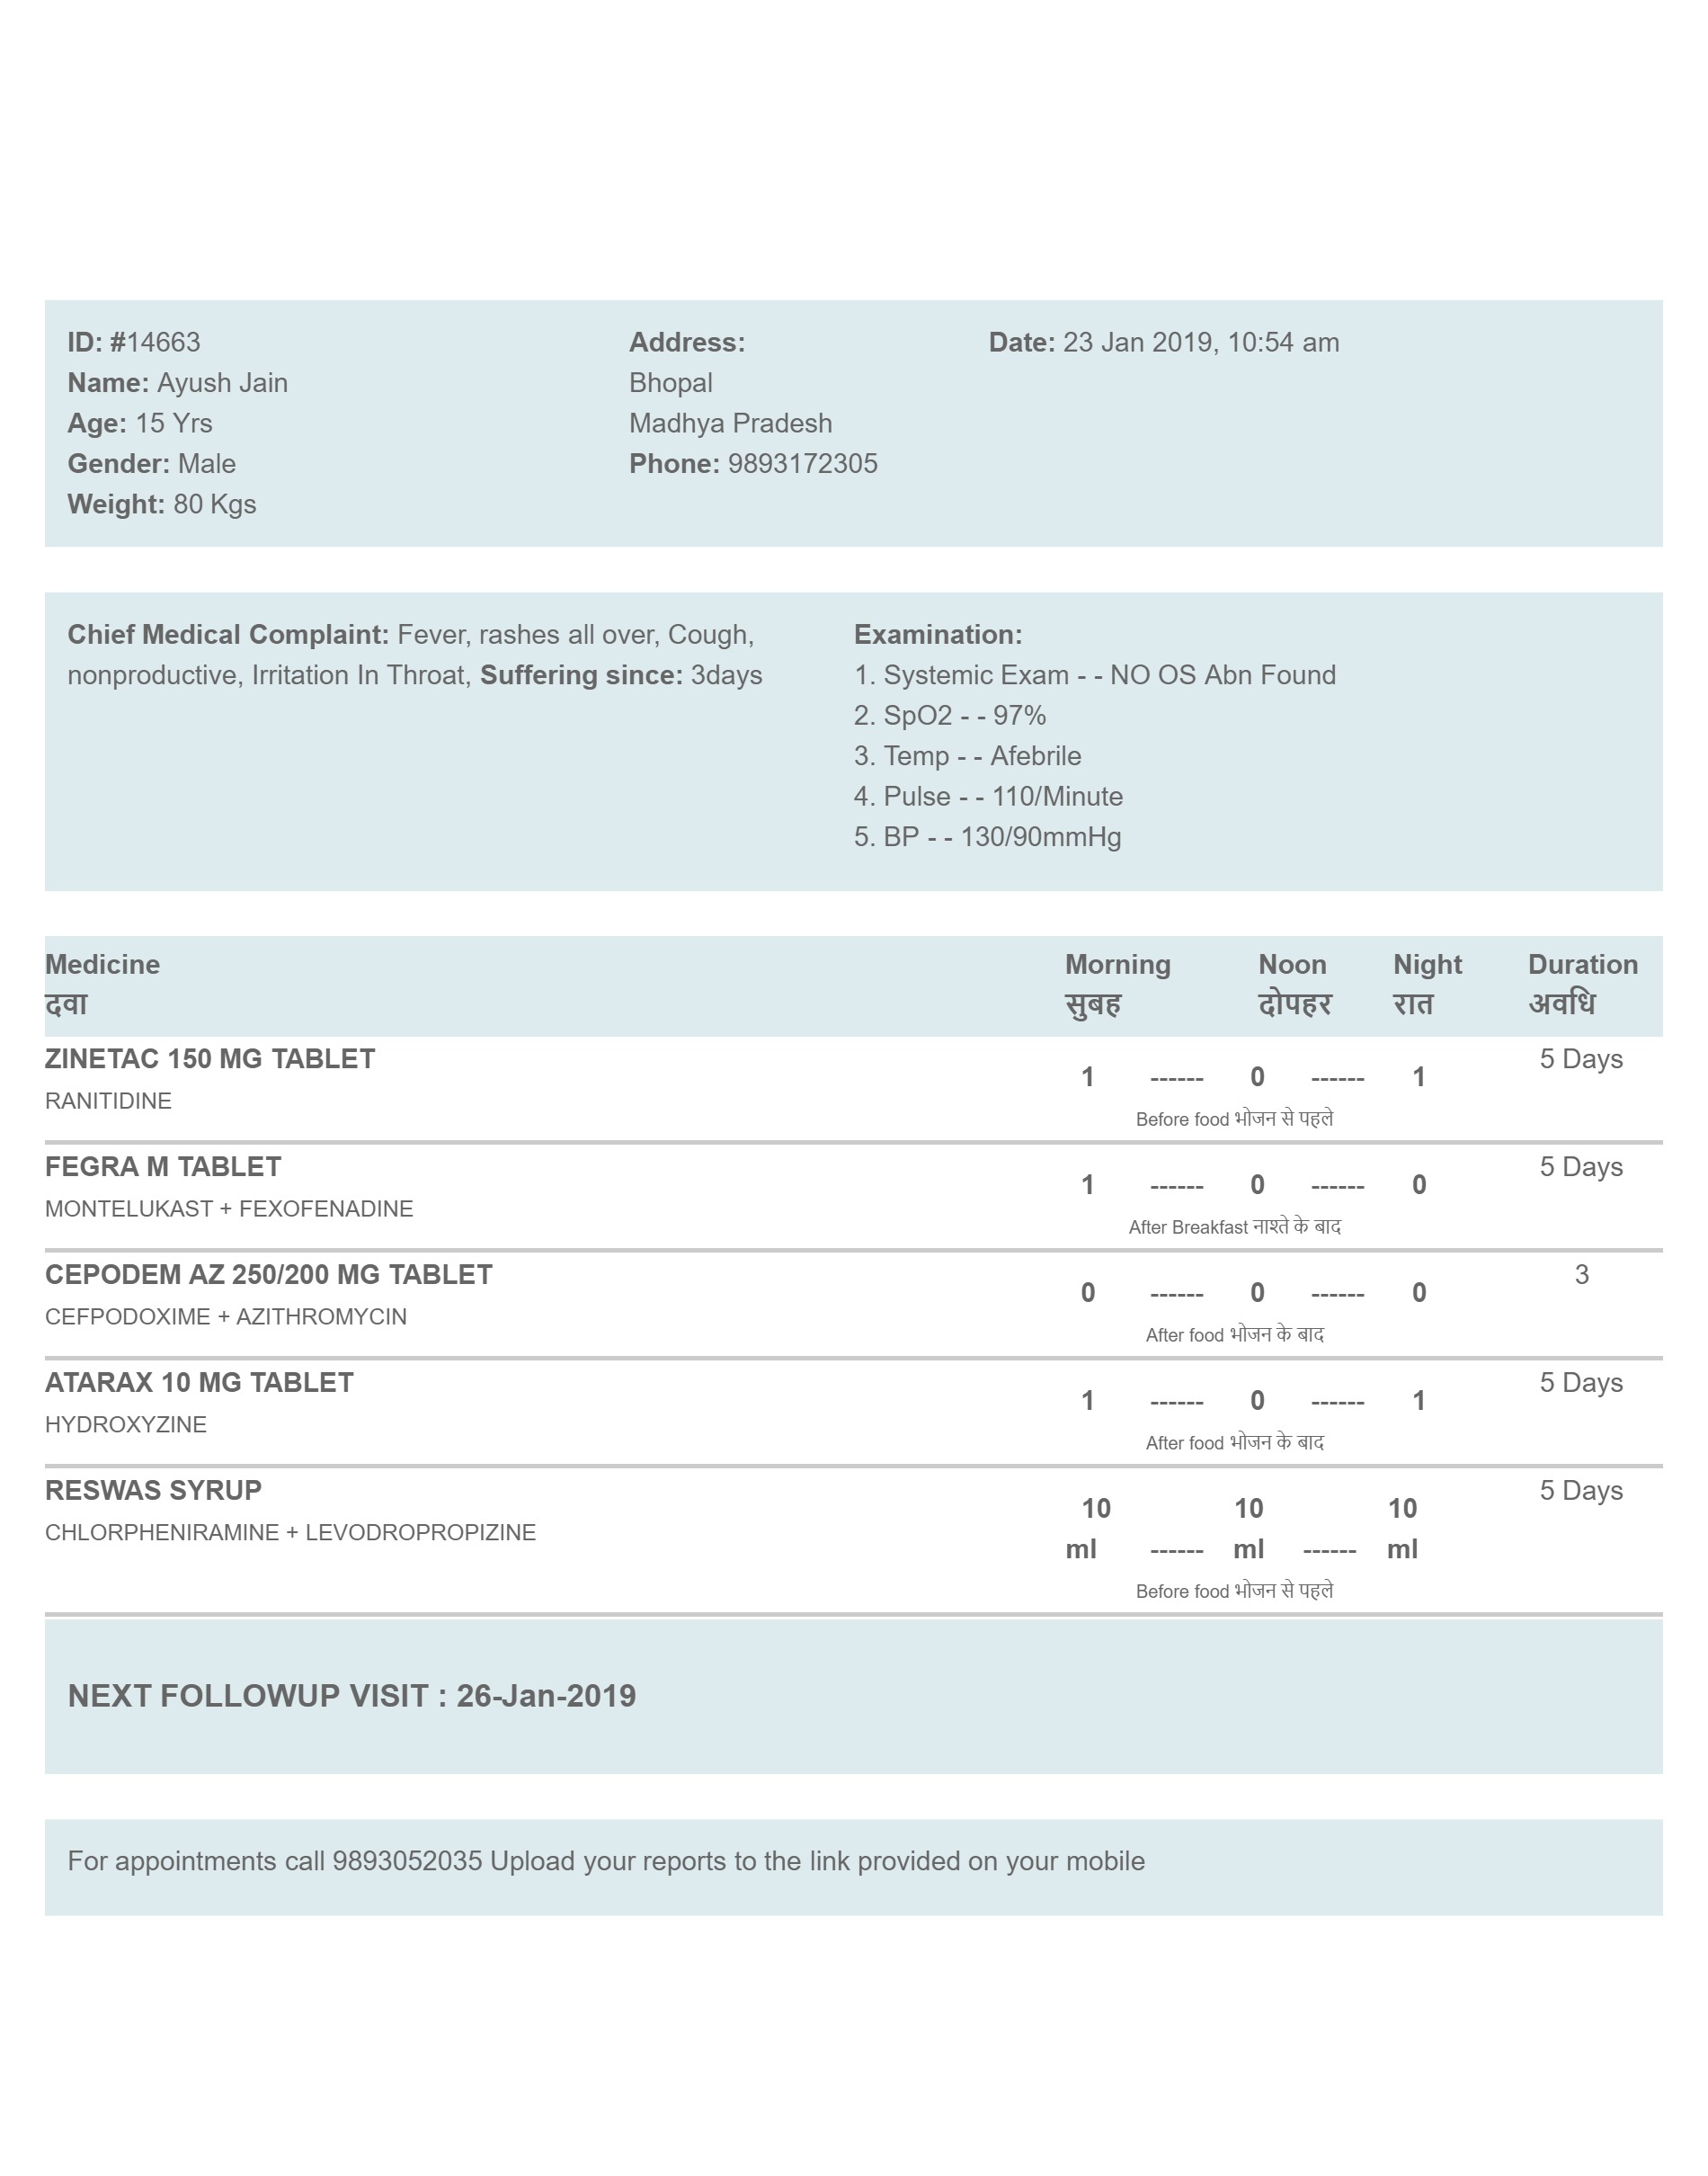 ID: #14663
Name: Ayush Jain
Age: 15 Yrs
Gender: Male
Weight: 80 Kgs
Address:
Bhopal
Madhya Pradesh
Phone: 9893172305
Date: 23 Jan 2019, 10:54 am
Chief Medical Complaint: Fever, rashes all over, Cough,
nonproductive, Irritation In Throat, Suffering since: 3days
Examination:
1. Systemic Exam - - NO OS Abn Found
2. SpO2 - - 97%
3. Temp - - Afebrile
4. Pulse - - 110/Minute
5. BP - - 130/90mmHg
Medicine Morning Noon Night Duration
दवा सुबह दोपहर रात अवधि
ZINETAC 150 MG TABLET 5 Days
1 ------ 0 ------ 1
RANITIDINE
Before food भोजन से पहले
FEGRA M TABLET 5 Days
1 ------ 0 ------ 0
MONTELUKAST + FEXOFENADINE
After Breakfast नाश्ते के बाद
CEPODEM AZ 250/200 MG TABLET 3
0 ------ 0 ------ 0
CEFPODOXIME + AZITHROMYCIN
After food भोजन के बाद
ATARAX 10 MG TABLET 5 Days
1 ------ 0 ------ 1
HYDROXYZINE
After food भोजन के बाद
RESWAS SYRUP 5 Days
10 10 10
CHLORPHENIRAMINE + LEVODROPROPIZINE
ml ------ ml ------ ml
Before food भोजन से पहले
NEXT FOLLOWUP VISIT : 26-Jan-2019
For appointments call 9893052035 Upload your reports to the link provided on your mobile